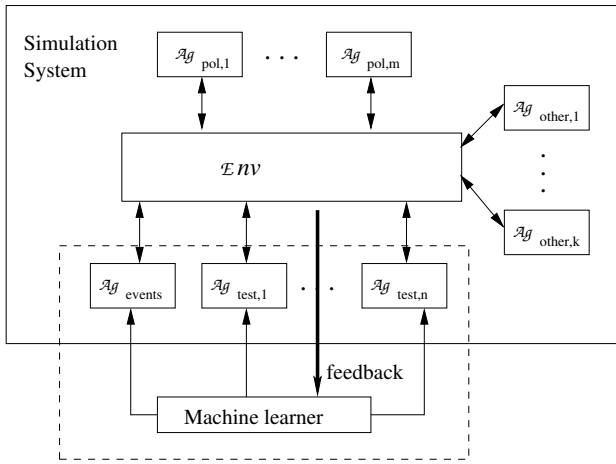 Simulation
System
Ag pol,1
. . .
Ag pol,m
Ag other,1
.
.
.
Ag other,k
Env
Ag events
Ag test,1
. . .
Ag test,n
feedback
Machine learner